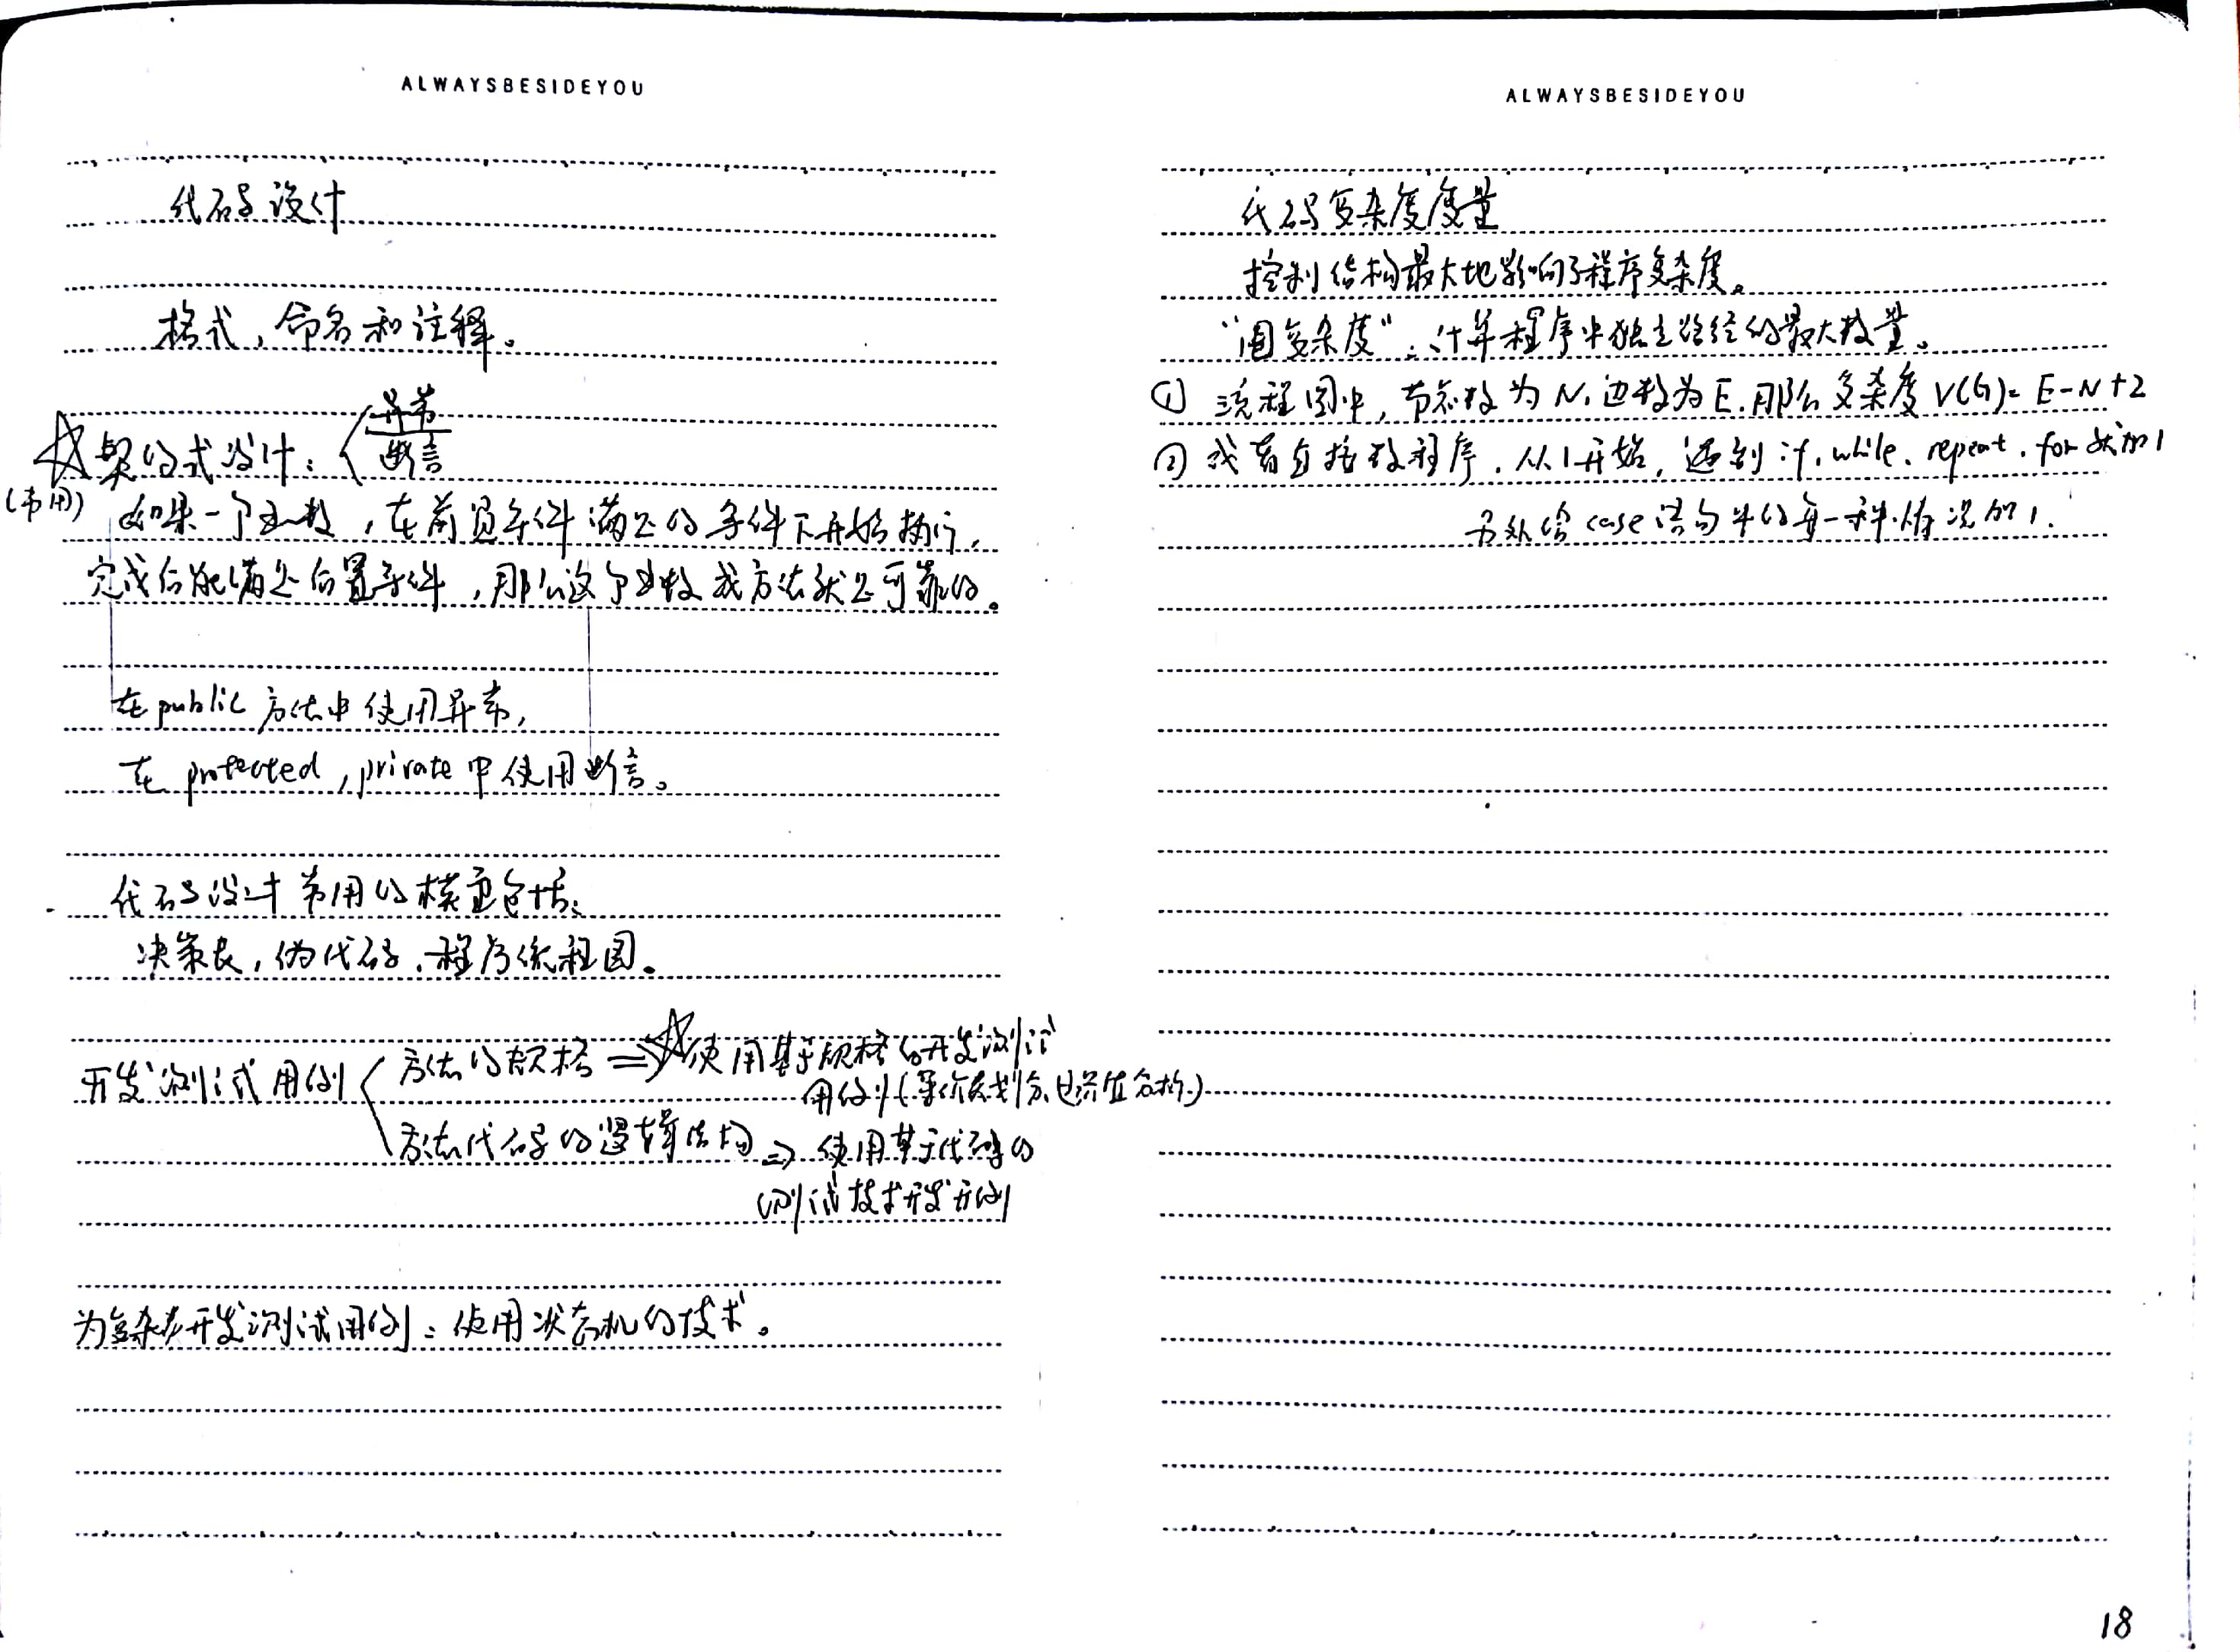 ALWAYSBESIDEYOU
代码设计
格式，命名和注释。
☆契约式设计：
异常
断言
(常用)
如果一个函数，在前置条件满足的条件下开始执行，
完成后能满足后置条件，那么这个函数或方法就是可靠的。
在public方法中使用异常，
在protected，private中使用断言。
代码设计常用的模型包括：
决策表，伪代码，程序流程图。
开发测试用例
方法的规格 ⇒ ☆使用基于规格的开发测试
用例(等价类划分、边界值分析)
方法代码的逻辑结构 ⇒ 使用基于代码的
测试技术开发用例
为复杂类开发测试用例：使用状态机的技术。
ALWAYSBESIDEYOU
代码复杂度度量
控制结构最大地影响了程序复杂度。
“圈复杂度”：计算程序中独立路径的最大数量。
① 流程图中，节点数为N，边数为E，那么复杂度V(G)=E-N+2
② 或者直接数程序，从1开始，遇到if、while、repeat、for就加1
另外给case语句中的每一种情况加1.
18